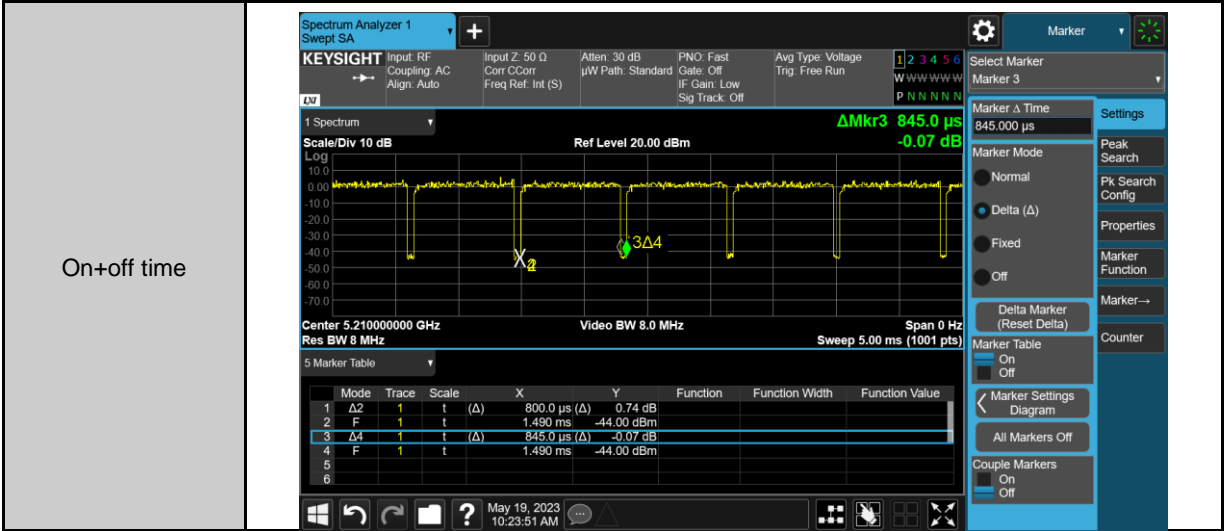 On+off time
Spectrum Analyzer 1
Swept SA
+
Marker
KEYSIGHT
Input: RF
Coupling: AC
Align: Auto
Input Z: 50 Ω
Corr CCorr
Freq Ref: Int (S)
Atten: 30 dB
µW Path: Standard
PNO: Fast
Gate: Off
IF Gain: Low
Sig Track: Off
Avg Type: Voltage
Trig: Free Run
1 2 3 4 5 6
W W W W W W
P N N N N N
LXI
Select Marker
Marker 3
1 Spectrum
ΔMkr3 845.0 µs
-0.07 dB
Scale/Div 10 dB
Ref Level 20.00 dBm
Log
10.0
0.00
-10.0
-20.0
-30.0
-40.0
-50.0
-60.0
-70.0
3Δ4
Center 5.210000000 GHz
Video BW 8.0 MHz
Span 0 Hz
Res BW 8 MHz
Sweep 5.00 ms (1001 pts)
5 Marker Table
Mode Trace Scale X Y Function Function Width Function Value
1 Δ2 1 t (Δ) 800.0 µs (Δ) 0.74 dB
2 F 1 t 1.490 ms -44.00 dBm
3 Δ4 1 t (Δ) 845.0 µs (Δ) -0.07 dB
4 F 1 t 1.490 ms -44.00 dBm
5
6
Marker Δ Time
845.000 µs
Marker Mode
Normal
Delta (Δ)
Fixed
Off
Delta Marker
(Reset Delta)
Marker Table
On
Off
Marker Settings
Diagram
All Markers Off
Couple Markers
On
Off
Settings
Peak
Search
Pk Search
Config
Properties
Marker
Function
Marker→
Counter
?
May 19, 2023
10:23:51 AM